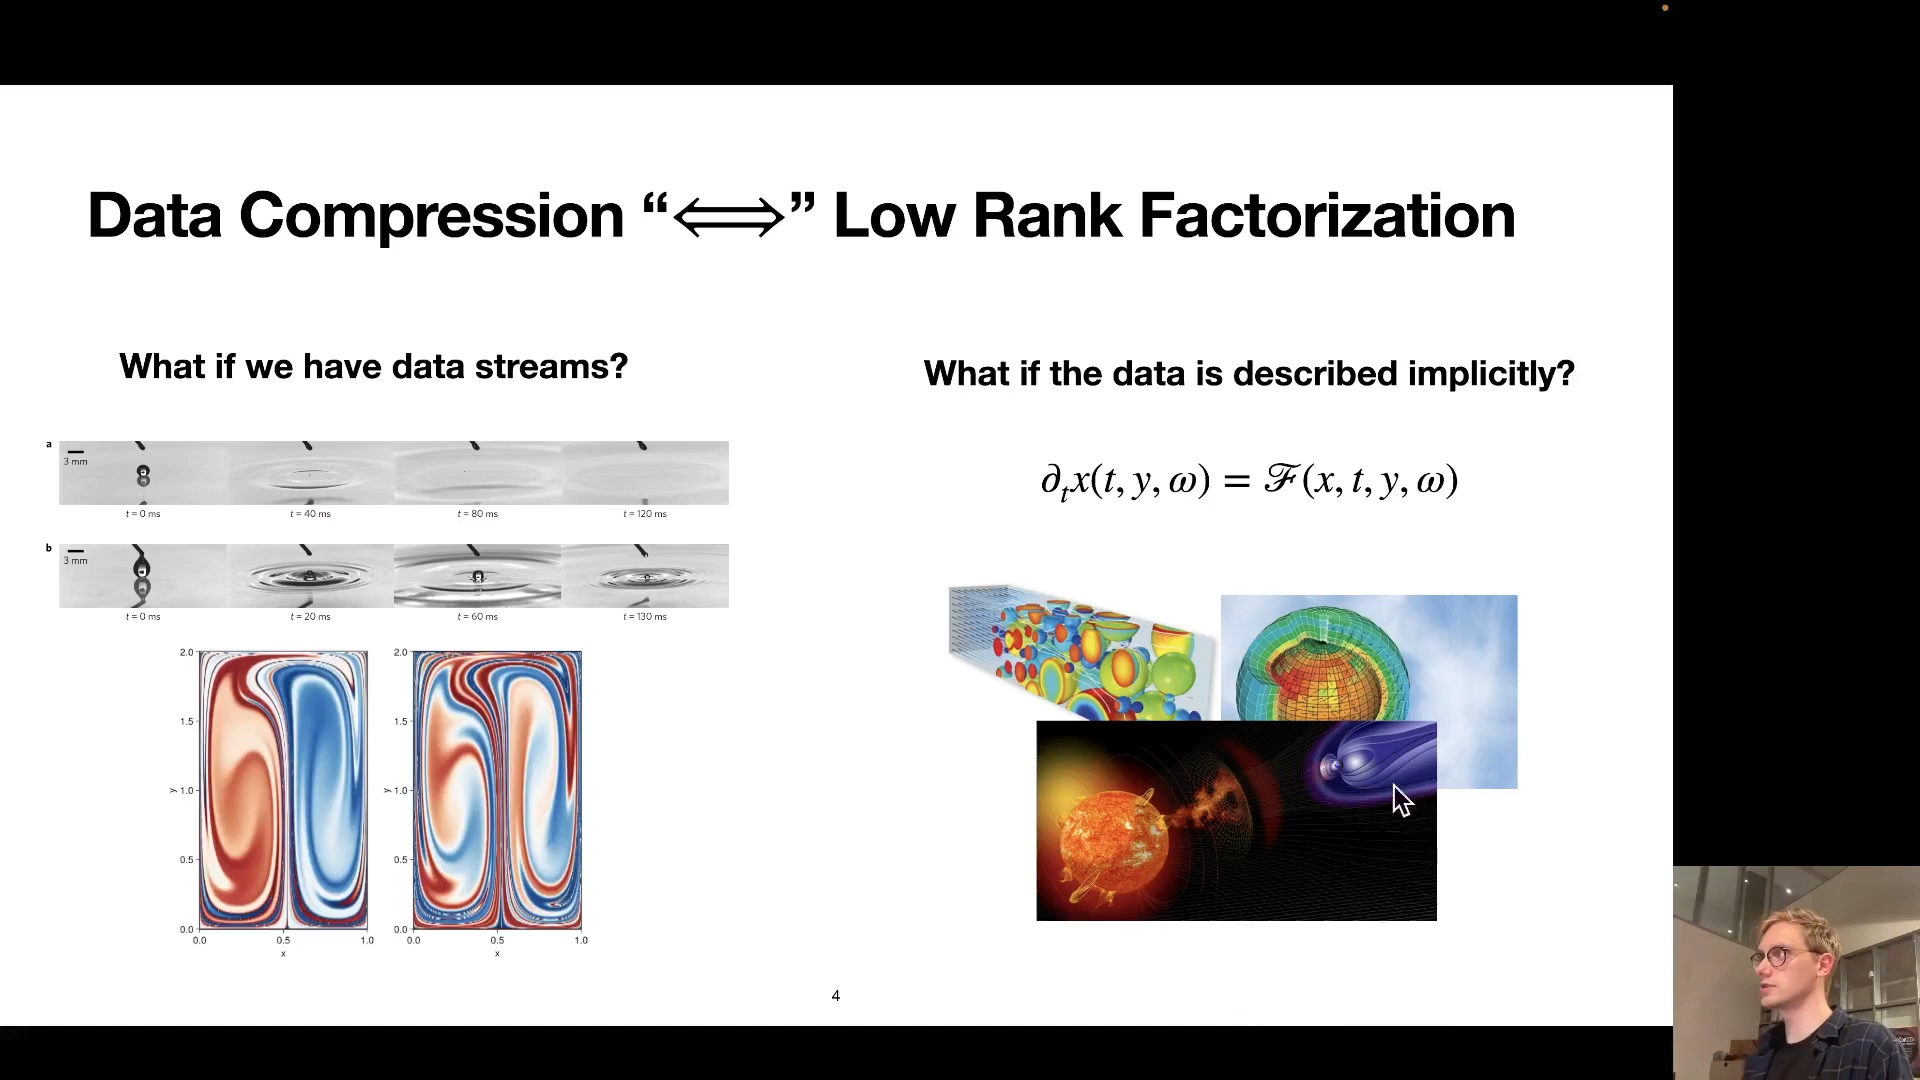 Data Compression “⟺” Low Rank Factorization
What if we have data streams?
a
3 mm
t = 0 ms
t = 40 ms
t = 80 ms
t = 120 ms
b
3 mm
t = 0 ms
t = 20 ms
t = 60 ms
t = 130 ms
2.0
1.5
y 1.0
0.5
0.0
0.0 0.5 1.0
x
2.0
1.5
y 1.0
0.5
0.0
0.0 0.5 1.0
x
What if the data is described implicitly?
∂ₜx(t, y, ω) = ℱ(x, t, y, ω)
4